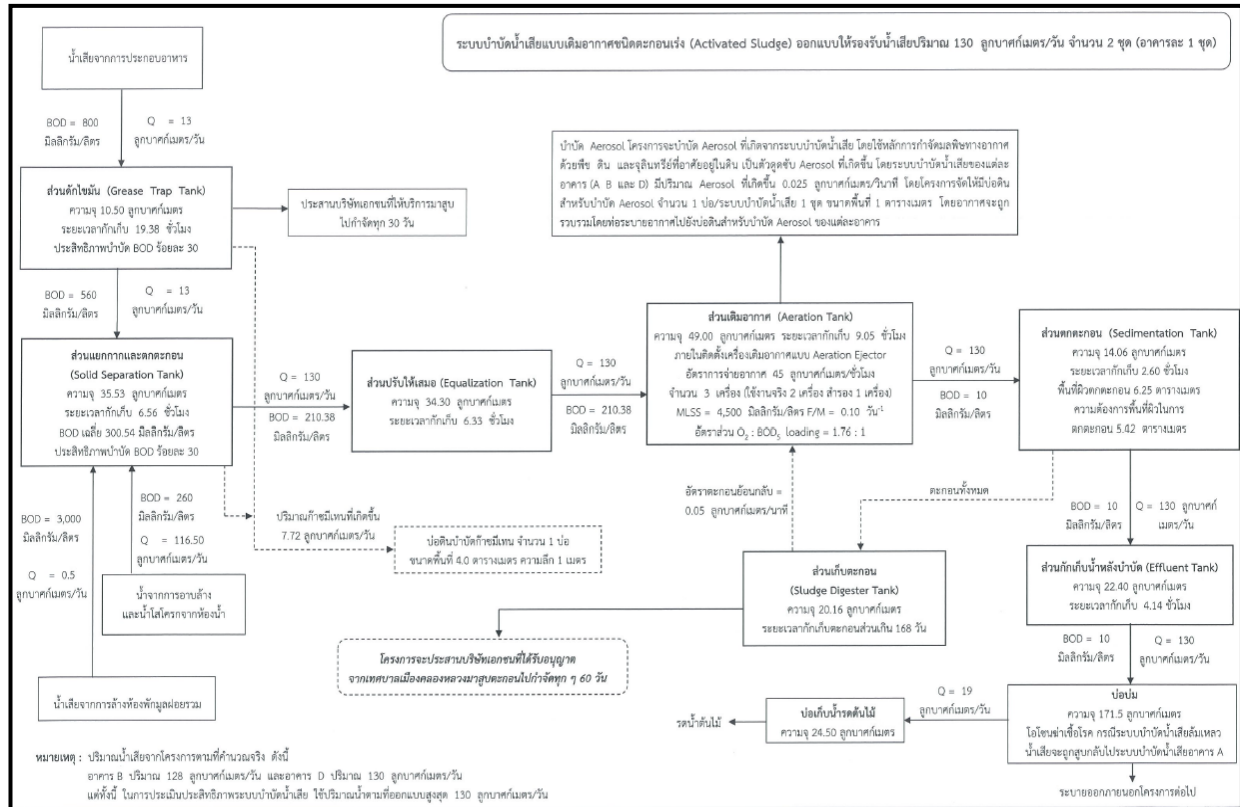 ระบบบำบัดน้ำเสียแบบเติมอากาศชนิดตะกอนเร่ง (Activated Sludge) ออกแบบให้รองรับน้ำเสียปริมาณ 130 ลูกบาศก์เมตร/วัน จำนวน 2 ชุด (อาคารละ 1 ชุด)
น้ำเสียจากการประกอบอาหาร
BOD = 800
มิลลิกรัม/ลิตร
Q = 13
ลูกบาศก์เมตร/วัน
ส่วนดักไขมัน (Grease Trap Tank)
ความจุ 10.50 ลูกบาศก์เมตร
ระยะเวลากักเก็บ 19.38 ชั่วโมง
ประสิทธิภาพบำบัด BOD ร้อยละ 30
ประสานบริษัทเอกชนที่ให้บริการมาสูบ
ไปกำจัดทุก 30 วัน
บำบัด Aerosol โครงการจะบำบัด Aerosol ที่เกิดจากระบบบำบัดน้ำเสีย โดยใช้หลักการกำจัดมลพิษทางอากาศ
ด้วยพืช ดิน และจุลินทรีย์ที่อาศัยอยู่ในดิน เป็นตัวดูดซับ Aerosol ที่เกิดขึ้น โดยระบบบำบัดน้ำเสียของแต่ละ
อาคาร (A B และ D) มีปริมาณ Aerosol ที่เกิดขึ้น 0.025 ลูกบาศก์เมตร/วินาที โดยโครงการจัดให้มีบ่อดิน
สำหรับบำบัด Aerosol จำนวน 1 บ่อ/ระบบบำบัดน้ำเสีย 1 ชุด ขนาดพื้นที่ 1 ตารางเมตร โดยอากาศจะถูก
รวบรวมโดยท่อระบายอากาศไปยังบ่อดินสำหรับบำบัด Aerosol ของแต่ละอาคาร
BOD = 560
มิลลิกรัม/ลิตร
Q = 13
ลูกบาศก์เมตร/วัน
ส่วนแยกกากและตกตะกอน
(Solid Separation Tank)
ความจุ 35.53 ลูกบาศก์เมตร
ระยะเวลากักเก็บ 6.56 ชั่วโมง
BOD เฉลี่ย 300.54 มิลลิกรัม/ลิตร
ประสิทธิภาพบำบัด BOD ร้อยละ 30
Q = 130
ลูกบาศก์เมตร/วัน
BOD = 210.38
มิลลิกรัม/ลิตร
ส่วนปรับให้เสมอ (Equalization Tank)
ความจุ 34.30 ลูกบาศก์เมตร
ระยะเวลากักเก็บ 6.33 ชั่วโมง
Q = 130
ลูกบาศก์เมตร/วัน
BOD = 210.38
มิลลิกรัม/ลิตร
ส่วนเติมอากาศ (Aeration Tank)
ความจุ 49.00 ลูกบาศก์เมตร ระยะเวลากักเก็บ 9.05 ชั่วโมง
ภายในติดตั้งเครื่องเติมอากาศแบบ Aeration Ejector
อัตราการจ่ายอากาศ 45 ลูกบาศก์เมตร/ชั่วโมง
จำนวน 3 เครื่อง (ใช้งานจริง 2 เครื่อง สำรอง 1 เครื่อง)
MLSS = 4,500 มิลลิกรัม/ลิตร F/M = 0.10 วัน⁻¹
อัตราส่วน O₂ : BOD₅ loading = 1.76 : 1
Q = 130
ลูกบาศก์เมตร/วัน
BOD = 10
มิลลิกรัม/ลิตร
ส่วนตกตะกอน (Sedimentation Tank)
ความจุ 14.06 ลูกบาศก์เมตร
ระยะเวลากักเก็บ 2.60 ชั่วโมง
พื้นที่ผิวตกตะกอน 6.25 ตารางเมตร
ความต้องการพื้นที่ผิวในการ
ตกตะกอน 5.42 ตารางเมตร
BOD = 3,000
มิลลิกรัม/ลิตร
Q = 0.5
ลูกบาศก์เมตร/วัน
BOD = 260
มิลลิกรัม/ลิตร
Q = 116.50
ลูกบาศก์เมตร/วัน
น้ำจากการอาบล้าง
และน้ำโสโครกจากห้องน้ำ
ปริมาณก๊าซมีเทนที่เกิดขึ้น
7.72 ลูกบาศก์เมตร/วัน
บ่อดินบำบัดก๊าซมีเทน จำนวน 1 บ่อ
ขนาดพื้นที่ 4.0 ตารางเมตร ความลึก 1 เมตร
อัตราตะกอนย้อนกลับ =
0.05 ลูกบาศก์เมตร/นาที
ตะกอนทั้งหมด
BOD = 10
มิลลิกรัม/ลิตร
Q = 130 ลูกบาศก์
เมตร/วัน
ส่วนเก็บตะกอน
(Sludge Digester Tank)
ความจุ 20.16 ลูกบาศก์เมตร
ระยะเวลากักเก็บตะกอนส่วนเกิน 168 วัน
ส่วนกักเก็บน้ำหลังบำบัด (Effluent Tank)
ความจุ 22.40 ลูกบาศก์เมตร
ระยะเวลากักเก็บ 4.14 ชั่วโมง
โครงการจะประสานบริษัทเอกชนที่ได้รับอนุญาต
จากเทศบาลเมืองคลองหลวงมาสูบตะกอนไปกำจัดทุก ๆ 60 วัน
BOD = 10
มิลลิกรัม/ลิตร
Q = 130
ลูกบาศก์เมตร/วัน
น้ำเสียจากการล้างห้องพักมูลฝอยรวม
รดน้ำต้นไม้
บ่อเก็บน้ำรดต้นไม้
ความจุ 24.50 ลูกบาศก์เมตร
Q = 19
ลูกบาศก์เมตร/วัน
บ่อบ่ม
ความจุ 171.5 ลูกบาศก์เมตร
โอโซนฆ่าเชื้อโรค กรณีระบบบำบัดน้ำเสียล้มเหลว
น้ำเสียจะถูกสูบกลับไประบบบำบัดน้ำเสียอาคาร A
ระบายออกภายนอกโครงการต่อไป
หมายเหตุ : ปริมาณน้ำเสียจากโครงการตามที่คำนวณจริง ดังนี้
อาคาร B ปริมาณ 128 ลูกบาศก์เมตร/วัน และอาคาร D ปริมาณ 130 ลูกบาศก์เมตร/วัน
แต่ทั้งนี้ ในการประเมินประสิทธิภาพระบบบำบัดน้ำเสีย ใช้ปริมาณน้ำตามที่ออกแบบสูงสุด 130 ลูกบาศก์เมตร/วัน